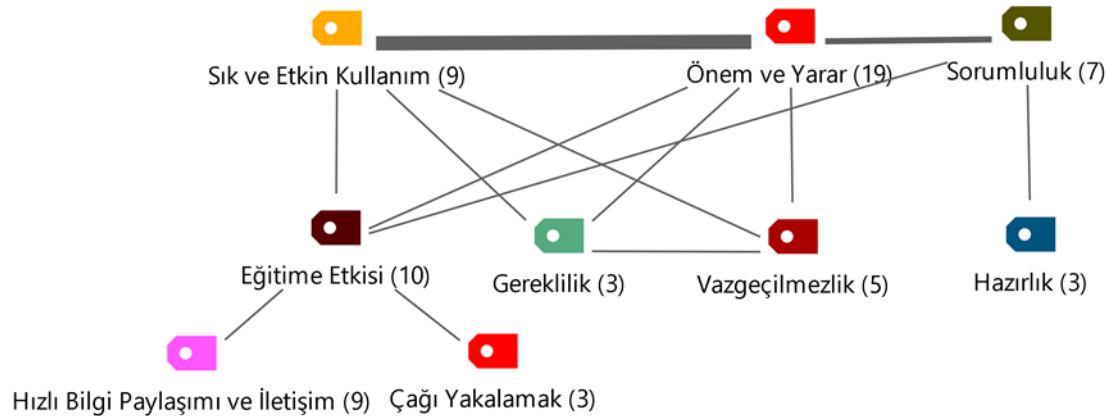 Sık ve Etkin Kullanım (9)
Önem ve Yarar (19)
Sorumluluk (7)
Eğitime Etkisi (10)
Gereklilik (3)
Vazgeçilmezlik (5)
Hazırlık (3)
Hızlı Bilgi Paylaşımı ve İletişim (9)
Çağı Yakalamak (3)